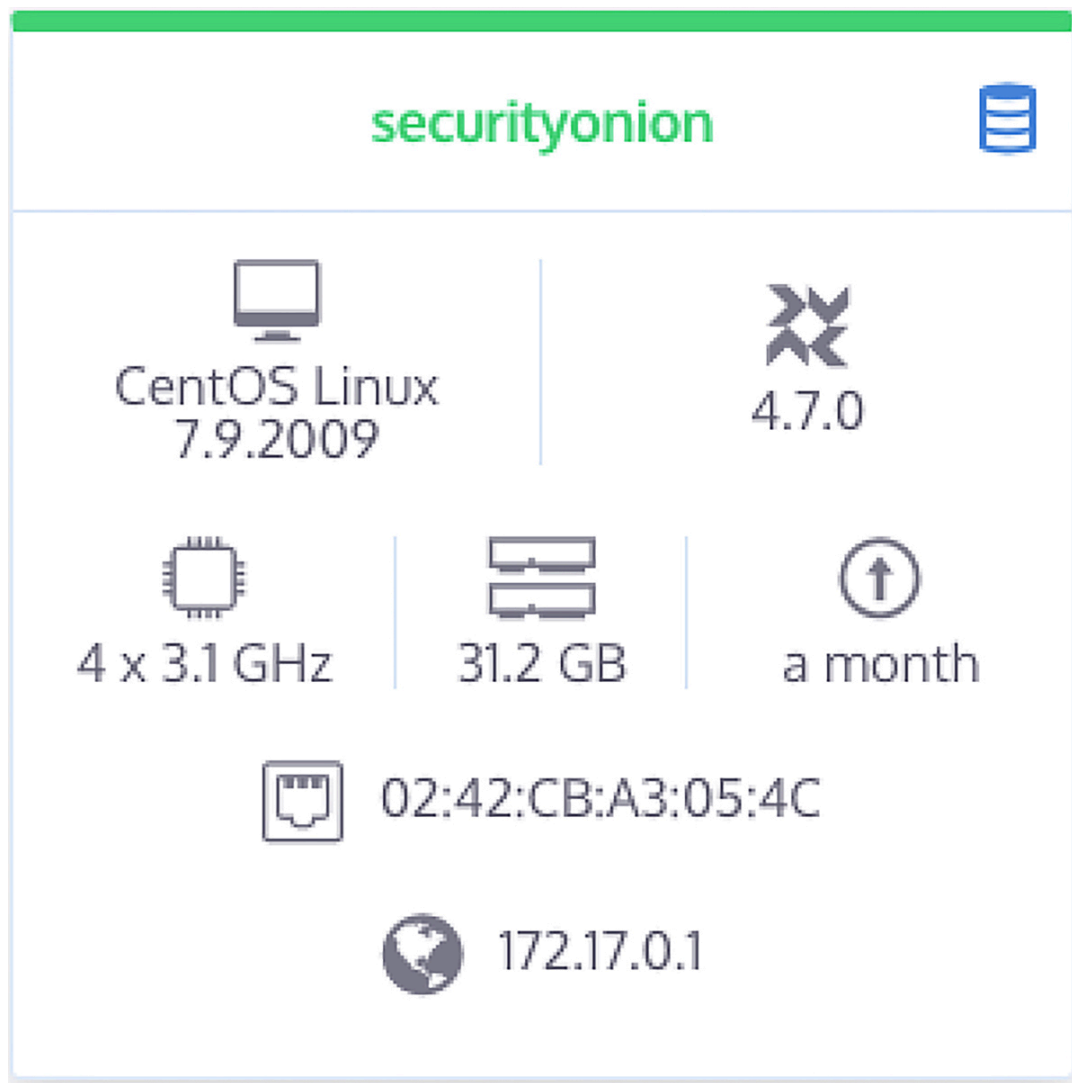 securityonion
CentOS Linux
7.9.2009
4.7.0
4 x 3.1 GHz
31.2 GB
a month
02:42:CB:A3:05:4C
172.17.0.1